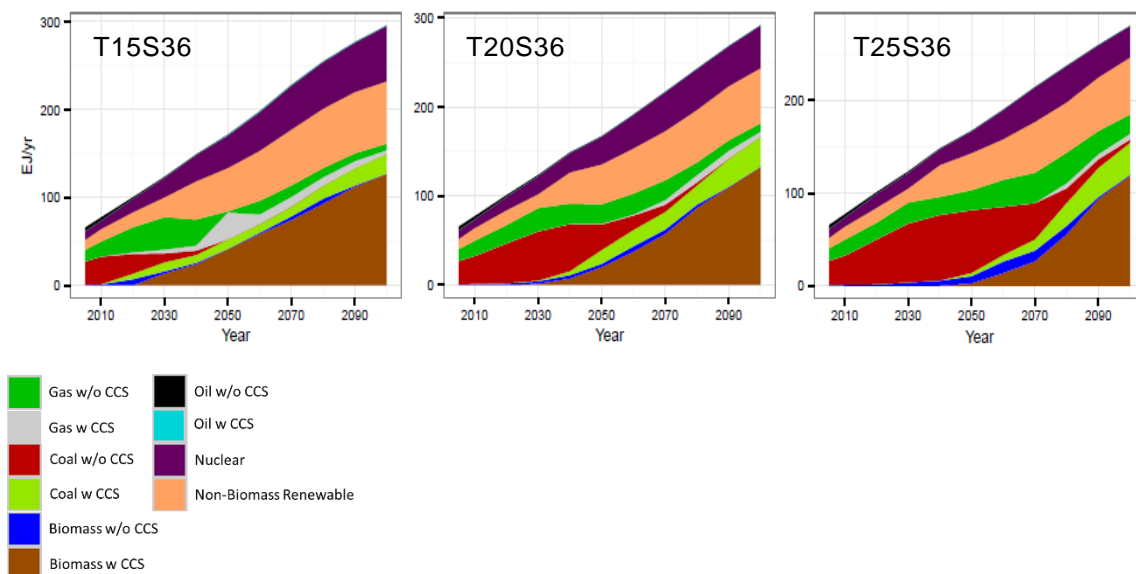 T15S36
T20S36
T25S36
EJ/yr
300
200
100
0
2010 2030 2050 2070 2090
Year
300
200
100
0
2010 2030 2050 2070 2090
Year
200
100
0
2010 2030 2050 2070 2090
Year
Gas w/o CCS
Gas w CCS
Coal w/o CCS
Coal w CCS
Biomass w/o CCS
Biomass w CCS
Oil w/o CCS
Oil w CCS
Nuclear
Non-Biomass Renewable